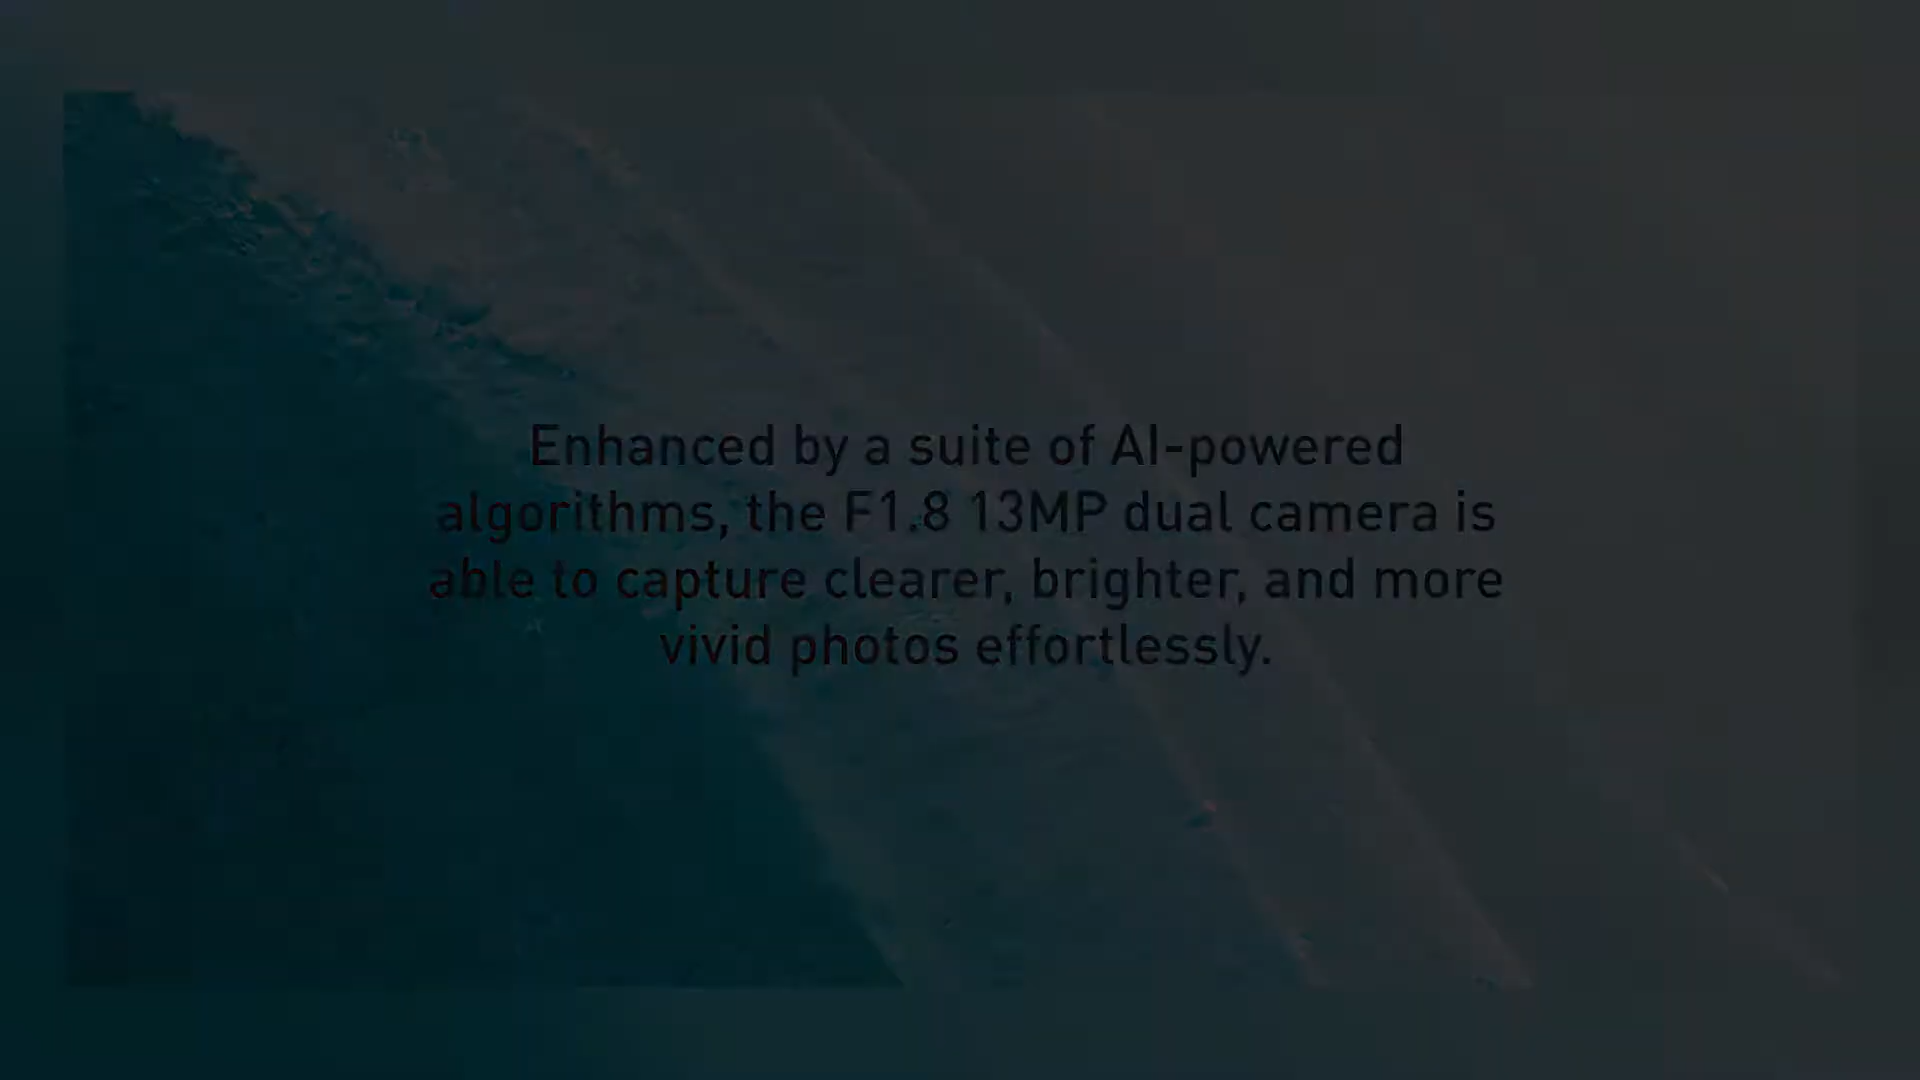 Enhanced by a suite of AI-powered
algorithms, the F1.8 13MP dual camera is
able to capture clearer, brighter, and more
vivid photos effortlessly.